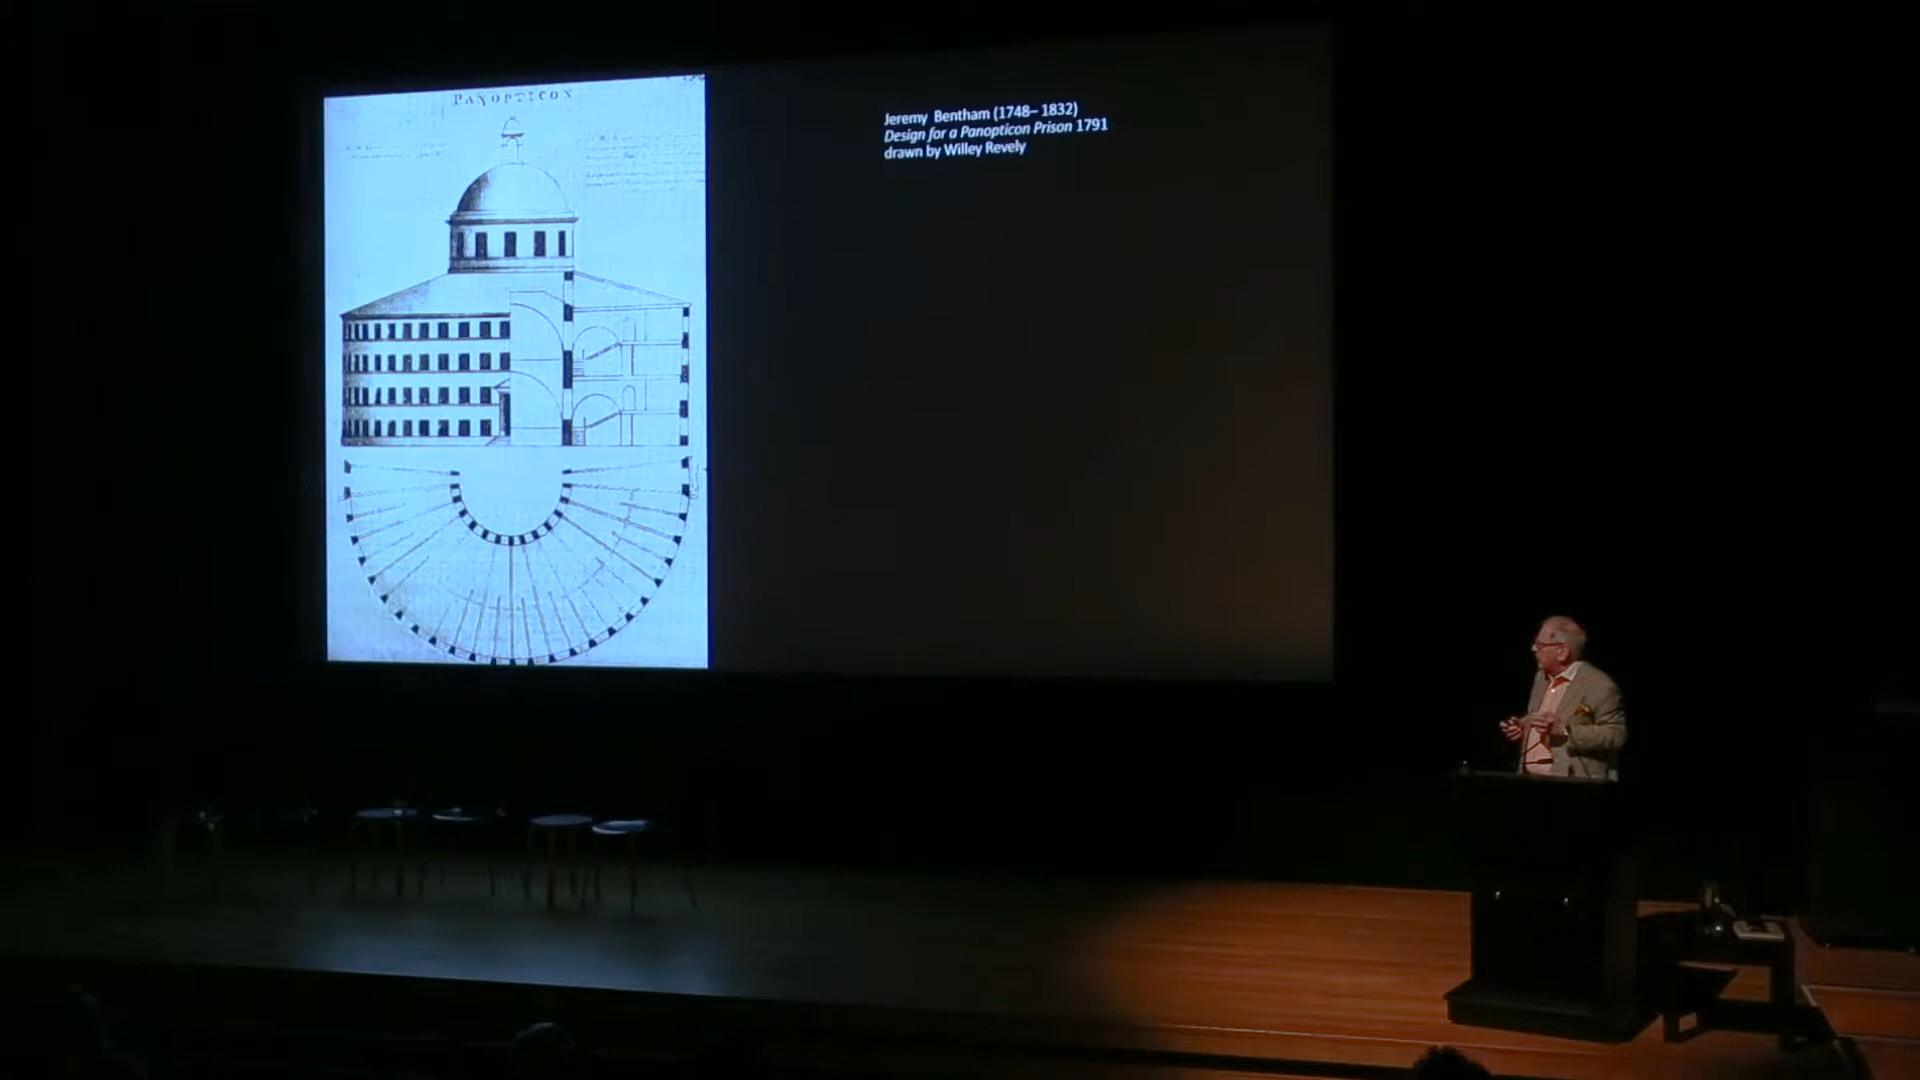 PANOPTICON
Jeremy Bentham (1748– 1832)
Design for a Panopticon Prison 1791
drawn by Willey Revely